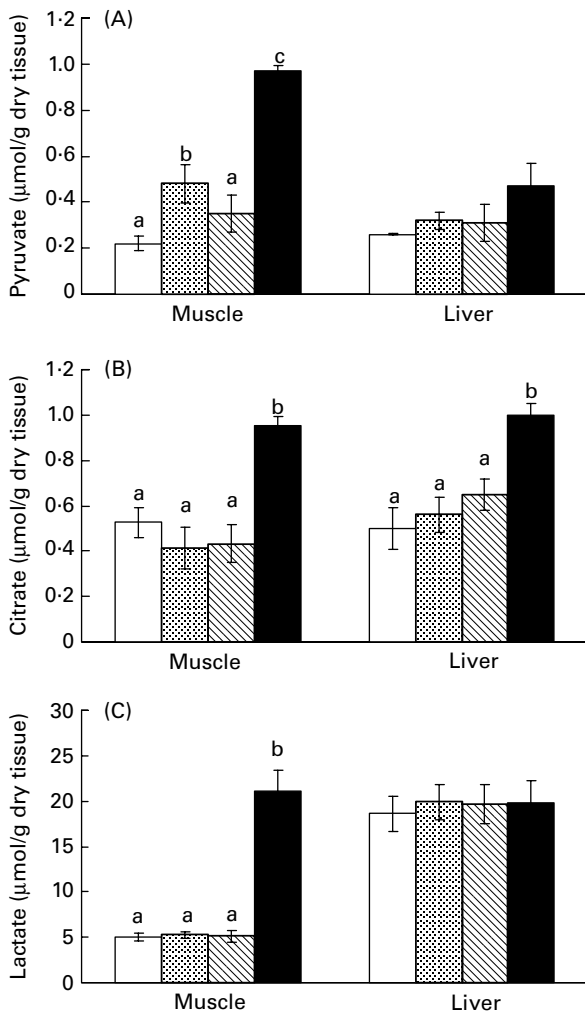 (A)
Pyruvate (μmol/g dry tissue)
1·2
1·0
0·8
0·6
0·4
0·2
0
a
b
a
c
Muscle
Liver
(B)
Citrate (μmol/g dry tissue)
1·2
1·0
0·8
0·6
0·4
0·2
0
a
a
a
b
a
a
a
b
Muscle
Liver
(C)
Lactate (μmol/g dry tissue)
30
25
20
15
10
5
0
a
a
a
b
Muscle
Liver